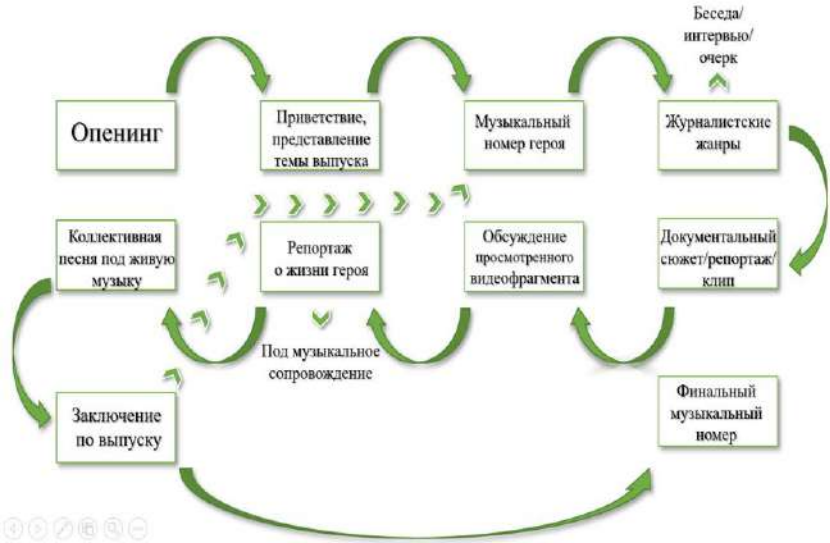 Беседа/
интервью/
очерк
Опенинг
Приветствие,
представление
темы выпуска
Музыкальный
номер героя
Журналистские
жанры
Коллективная
песня под живую
музыку
Репортаж
о жизни героя
Обсуждение
просмотренного
видеофрагмента
Документальный
сюжет/репортаж/
клип
Под музыкальное
сопровождение
Заключение
по выпуску
Финальный
музыкальный
номер